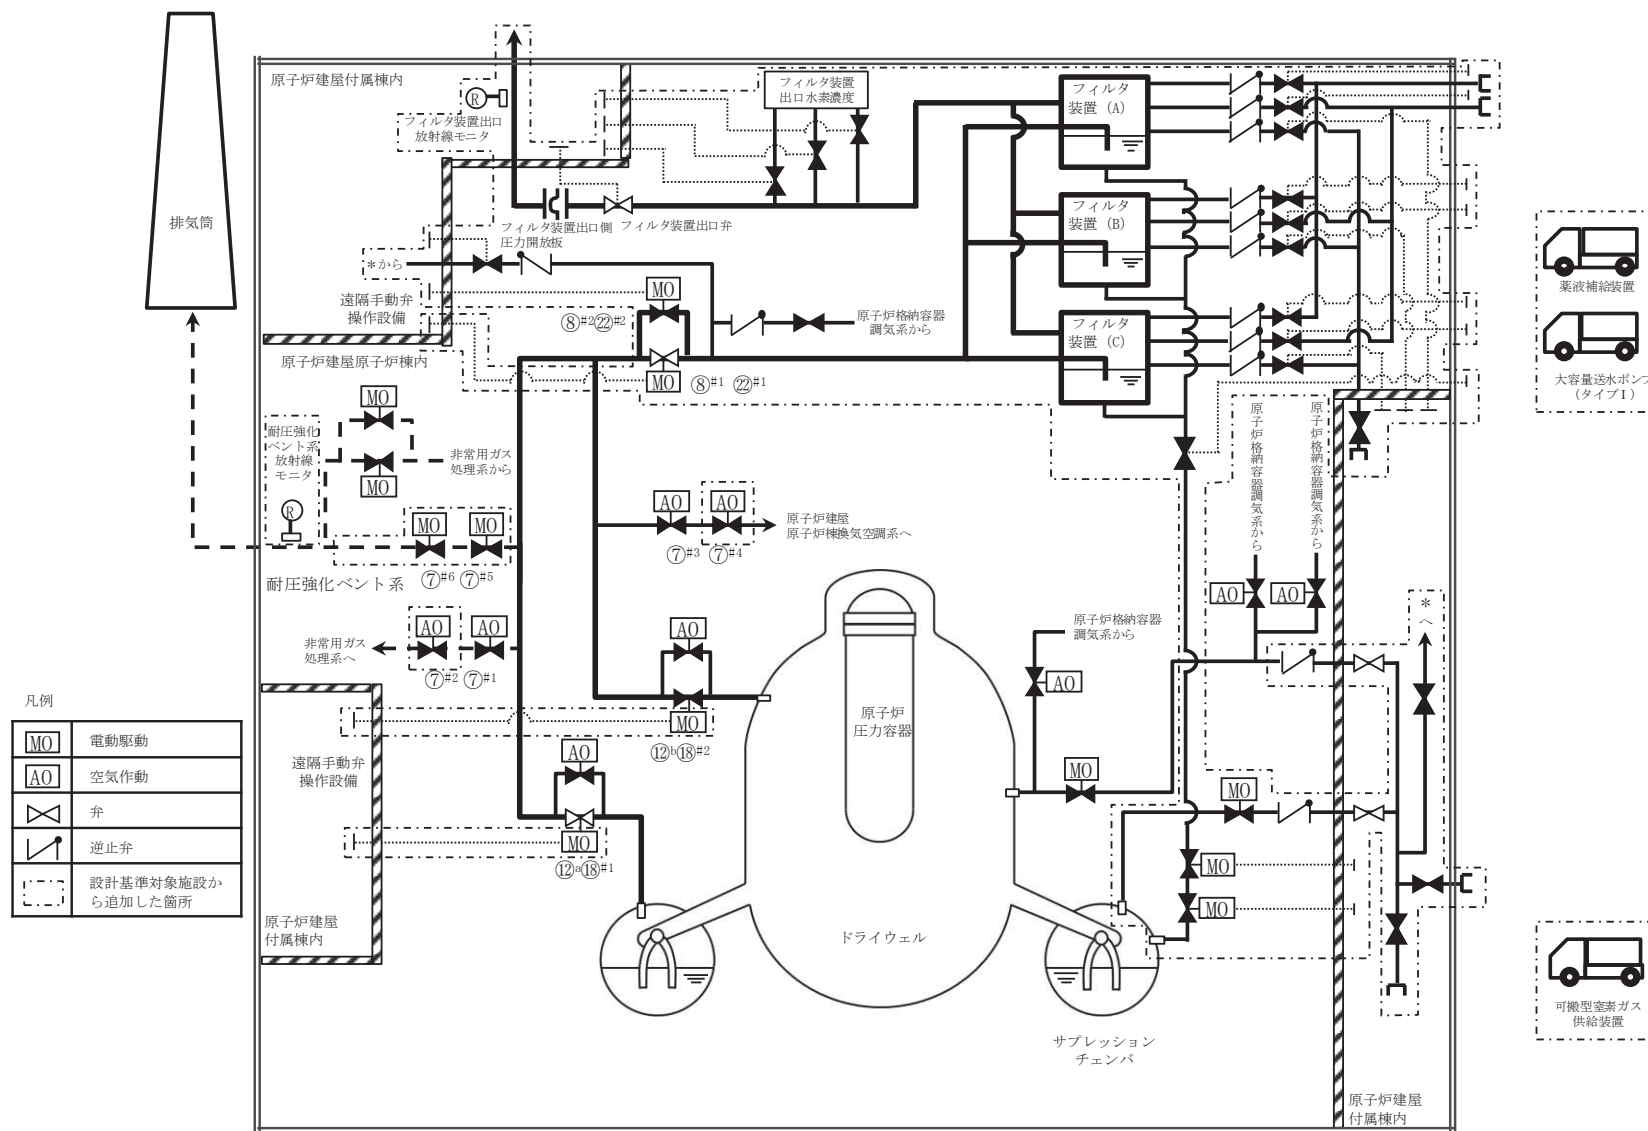 原子炉建屋付属棟内
R
フィルタ装置出口
放射線モニタ
フィルタ装置
出口水素濃度
フィルタ
装置 (A)
フィルタ
装置 (B)
フィルタ
装置 (C)
排気筒
フィルタ装置出口側
圧力開放板
フィルタ装置出口弁
*から
遠隔手動弁
操作設備
MO
⑧#2㉒#2
原子炉格納容器
調気系から
原子炉建屋原子炉棟内
MO
⑧#1 ㉒#1
薬液補給装置
大容量送水ポンプ
(タイプⅠ)
MO
MO
耐圧強化
ベント系
放射線
モニタ
R
非常用ガス
処理系から
原子炉格納容器調気系から
原子炉格納容器調気系から
AO
AO
⑦#3 ⑦#4
原子炉建屋
原子炉棟換気空調系へ
MO
MO
⑦#6 ⑦#5
耐圧強化ベント系
AO
AO
⑦#2 ⑦#1
非常用ガス
処理系へ
AO
AO
*へ
AO
MO
⑫b⑱#2
原子炉
圧力容器
原子炉格納容器
調気系から
AO
MO
MO
凡例
MO 電動駆動
AO 空気作動
弁
逆止弁
設計基準対象施設か
ら追加した箇所
遠隔手動弁
操作設備
AO
MO
⑫a⑱#1
MO
MO
原子炉建屋
付属棟内
ドライウェル
サプレッション
チェンバ
可搬型窒素ガス
供給装置
原子炉建屋
付属棟内